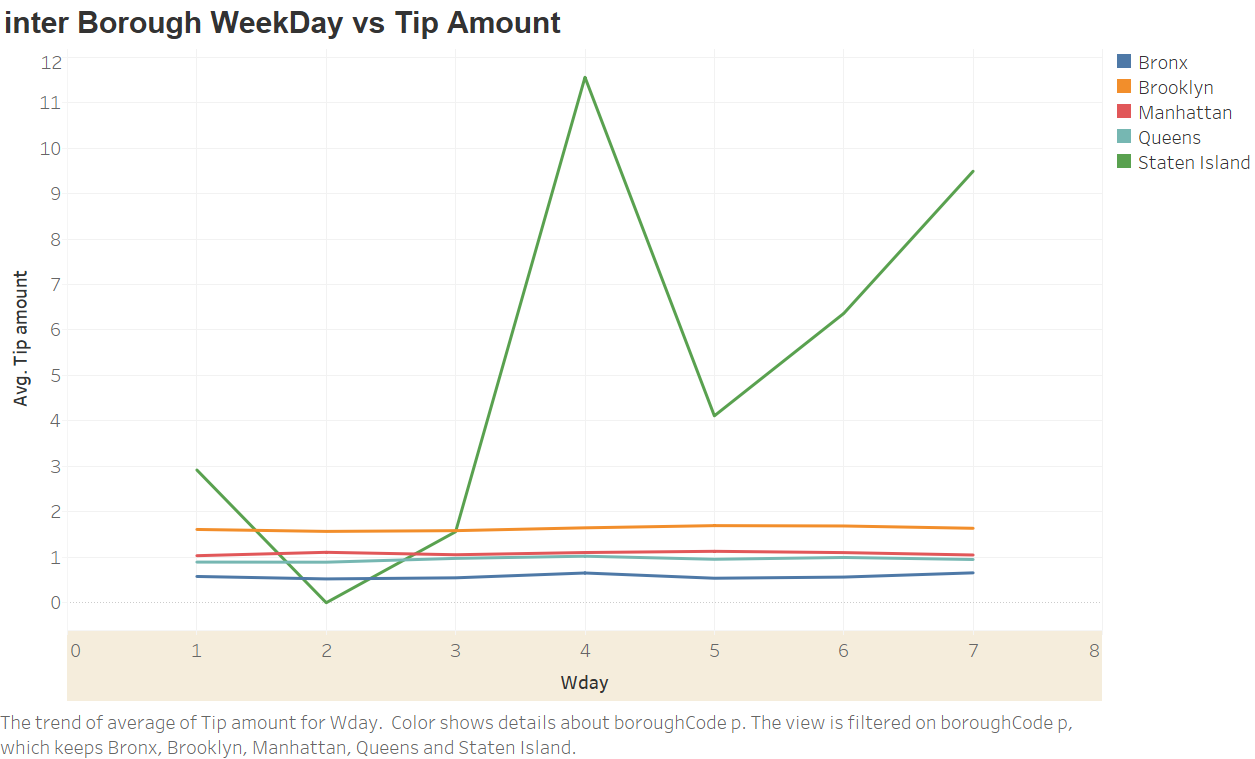 inter Borough WeekDay vs Tip Amount
12
11
10
9
8
7
6
5
4
3
2
1
0
Avg. Tip amount
Bronx
Brooklyn
Manhattan
Queens
Staten Island
0 1 2 3 4 5 6 7 8
Wday
The trend of average of Tip amount for Wday. Color shows details about boroughCode p. The view is filtered on boroughCode p,
which keeps Bronx, Brooklyn, Manhattan, Queens and Staten Island.